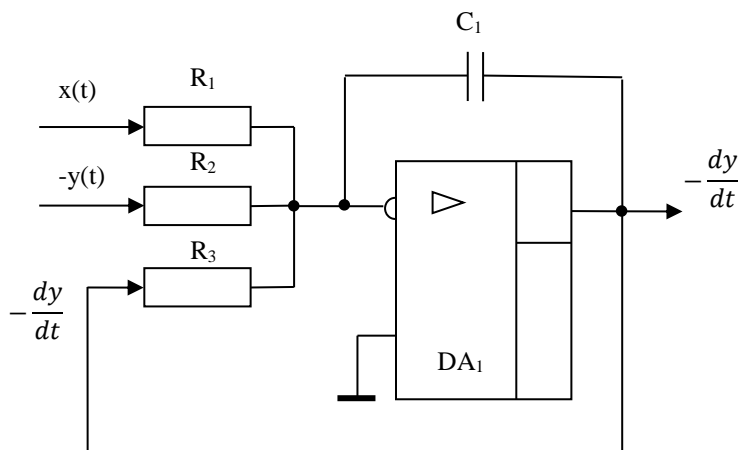 C₁
x(t)
R₁
-y(t)
R₂
R₃
−dy/dt
−dy/dt
DA₁